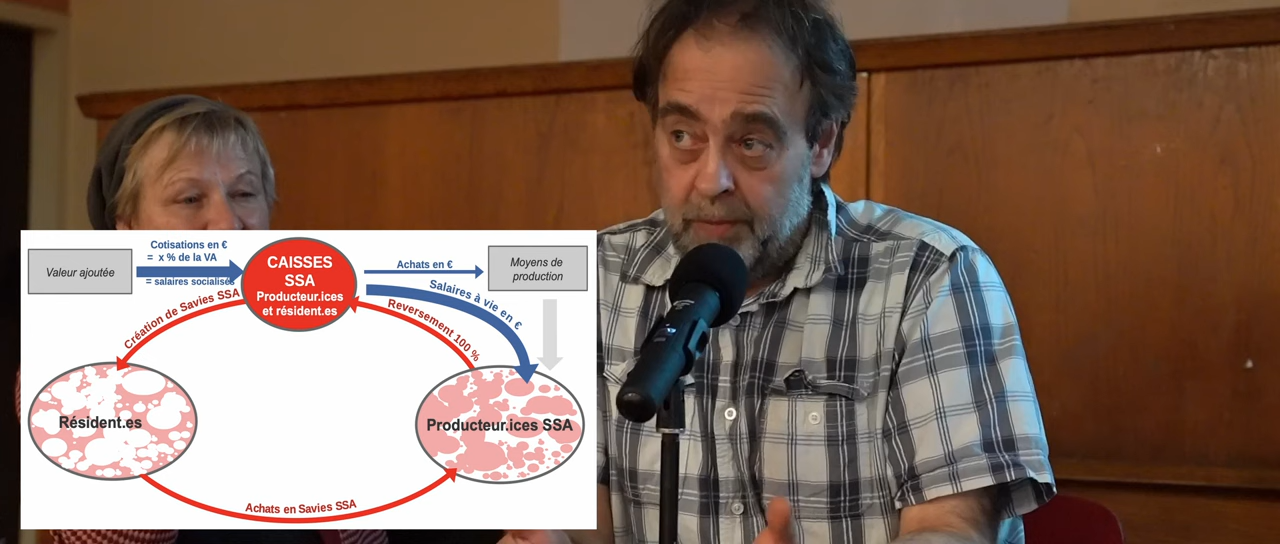 Valeur ajoutée
Cotisations en €
= x % de la VA
= salaires socialisés
CAISSES
SSA
Producteur.ices
et résident.es
Achats en €
Moyens de
production
Salaires à vie en €
Reversement 100 %
Création de Savies SSA
Résident.es
Producteur.ices SSA
Achats en Savies SSA